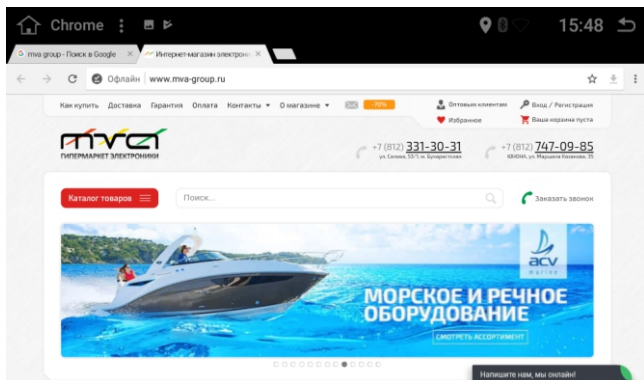 Chrome 15:48
mva group - Поиск в Google Интернет-магазин электрони
Офлайн www.mva-group.ru
Как купить Доставка Гарантия Оплата Контакты О магазине -70% Оптовым клиентам Вход / Регистрация
Избранное Ваша корзина пуста
mva
ГИПЕРМАРКЕТ ЭЛЕКТРОНИКИ
+7 (812) 331-30-31 +7 (812) 747-09-85
Каталог товаров Поиск... Заказать звонок
acv
marine
МОРСКОЕ И РЕЧНОЕ
ОБОРУДОВАНИЕ
СМОТРЕТЬ АССОРТИМЕНТ
Напишите нам, мы онлайн!